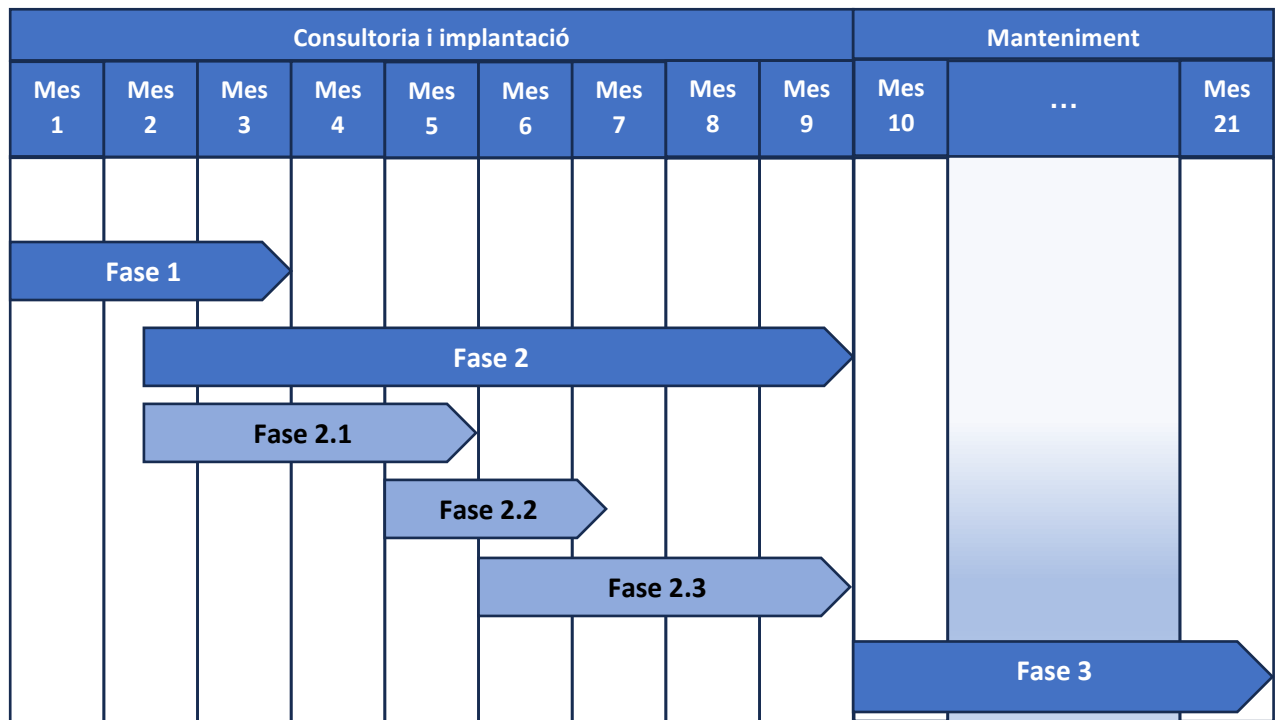 Consultoria i implantació
Manteniment
Mes 1
Mes 2
Mes 3
Mes 4
Mes 5
Mes 6
Mes 7
Mes 8
Mes 9
Mes 10
...
Mes 21
Fase 1
Fase 2
Fase 2.1
Fase 2.2
Fase 2.3
Fase 3